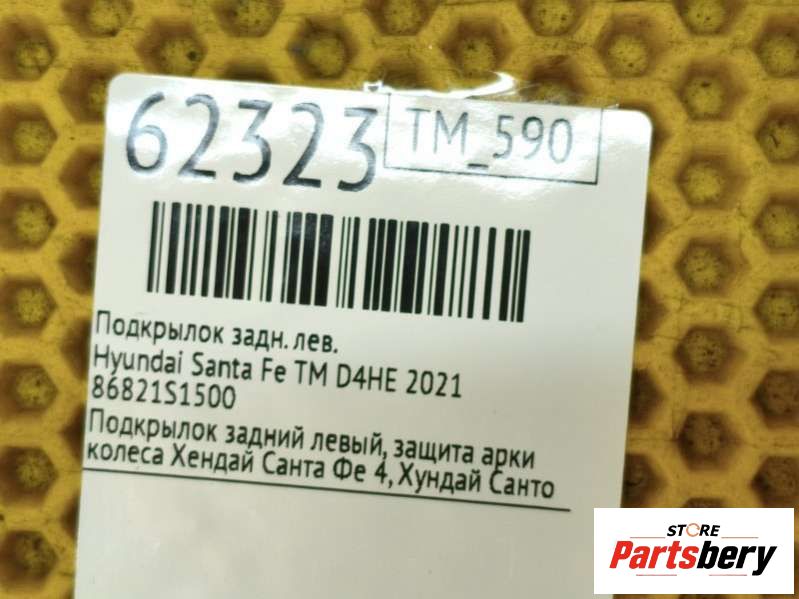 62323
TM_590
Подкрылок задн. лев.
Hyundai Santa Fe TM D4HE 2021
86821S1500
Подкрылок задний левый, защита арки
колеса Хендай Санта Фе 4, Хундай Санто
STORE
Partsbery